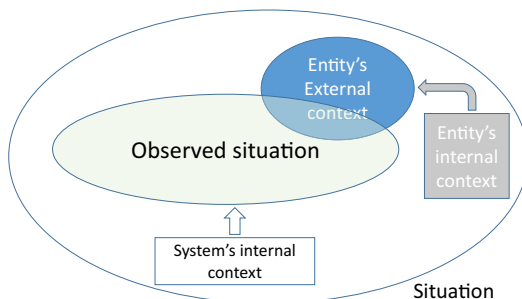 Entity's
External
context
Observed situation
Entity's
internal
context
System's internal
context
Situation